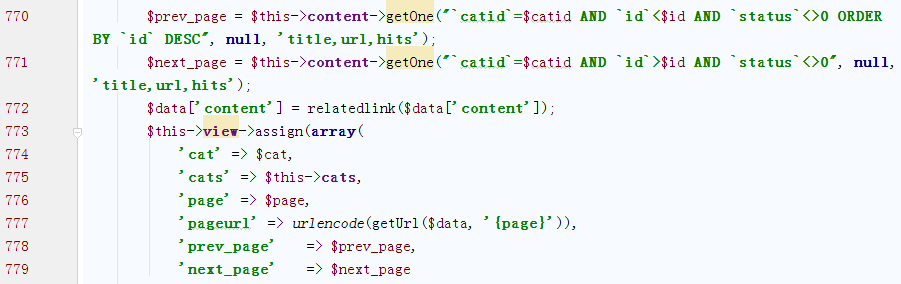 770 $prev_page = $this->content->getOne("`catid`=$catid AND `id`<$id AND `status`<>0 ORDER
BY `id` DESC", null, 'title,url,hits');
771 $next_page = $this->content->getOne("`catid`=$catid AND `id`>$id AND `status`<>0", null,
'title,url,hits');
772 $data['content'] = relatedlink($data['content']);
773 $this->view->assign(array(
774 'cat' => $cat,
775 'cats' => $this->cats,
776 'page' => $page,
777 'pageurl' => urlencode(getUrl($data, '{page}')),
778 'prev_page' => $prev_page,
779 'next_page' => $next_page